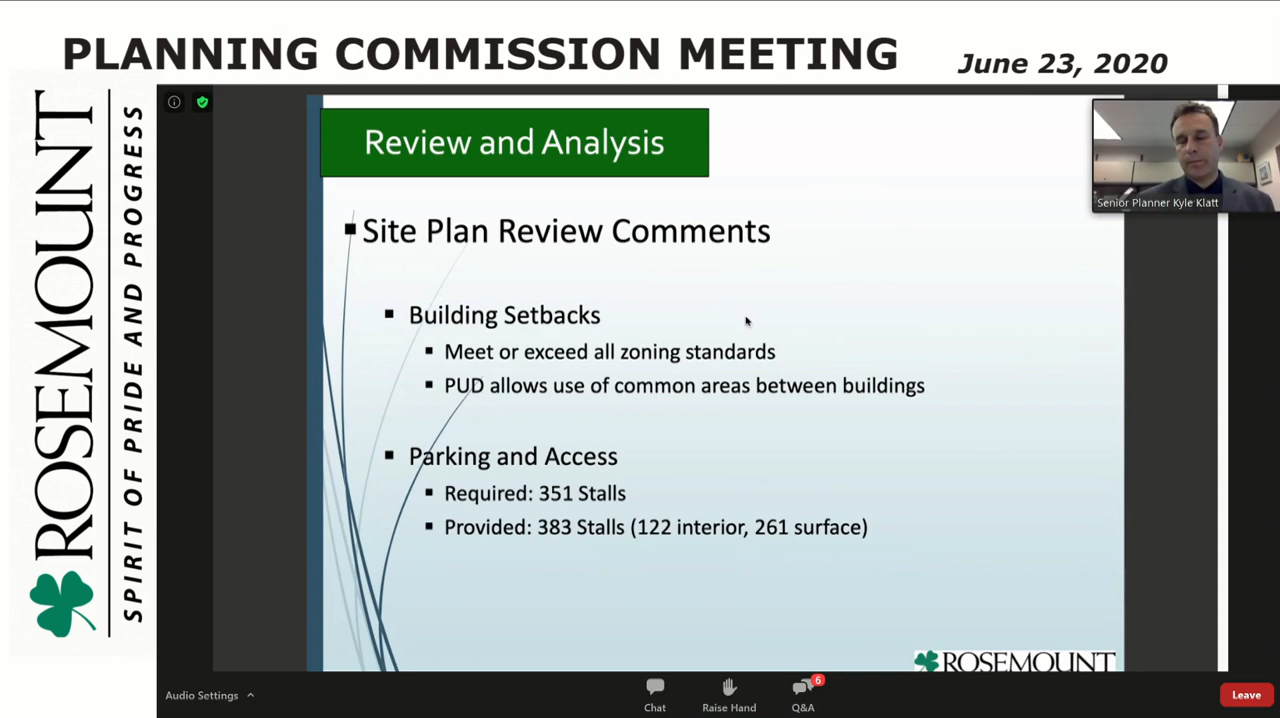 PLANNING COMMISSION MEETING
June 23, 2020
ROSEMOUNT
SPIRIT OF PRIDE AND PROGRESS
Review and Analysis
Senior Planner Kyle Klatt
Site Plan Review Comments
Building Setbacks
Meet or exceed all zoning standards
PUD allows use of common areas between buildings
Parking and Access
Required: 351 Stalls
Provided: 383 Stalls (122 interior, 261 surface)
ROSEMOUNT
Audio Settings
Chat
Raise Hand
6
Q&A
Leave